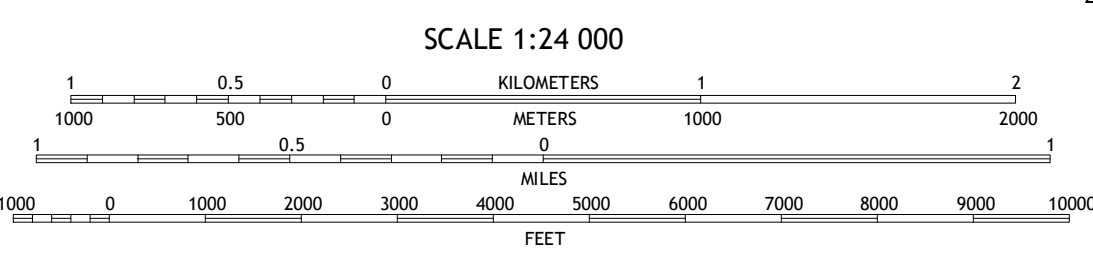 SCALE 1:24 000
1 0.5 0 KILOMETERS 1 2
1000 500 0 METERS 1000 2000
1 0.5 0 1
MILES
1000 0 1000 2000 3000 4000 5000 6000 7000 8000 9000 10000
FEET